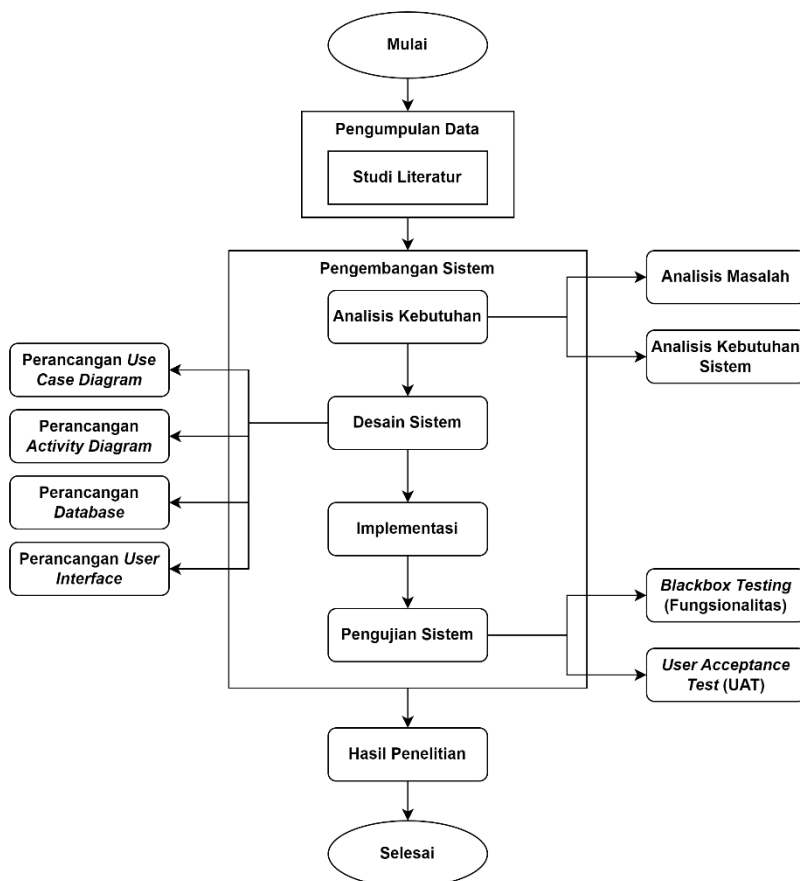 Mulai
Pengumpulan Data
Studi Literatur
Pengembangan Sistem
Analisis Kebutuhan
Analisis Masalah
Analisis Kebutuhan
Sistem
Perancangan Use
Case Diagram
Perancangan
Activity Diagram
Perancangan
Database
Perancangan User
Interface
Desain Sistem
Implementasi
Pengujian Sistem
Blackbox Testing
(Fungsionalitas)
User Acceptance
Test (UAT)
Hasil Penelitian
Selesai